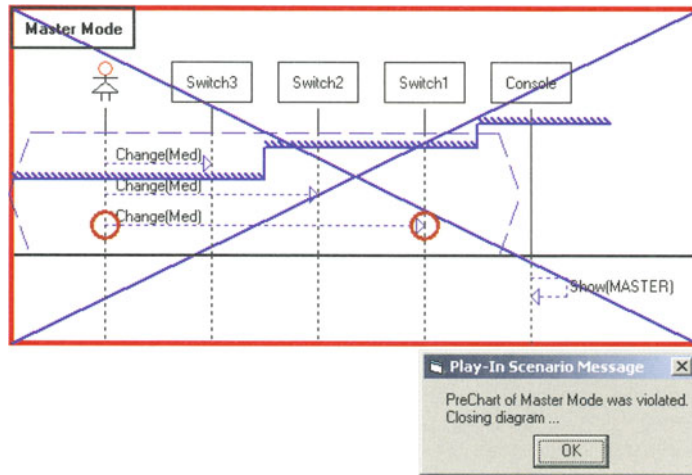 Master Mode
Switch3
Switch2
Switch1
Console
Change(Med)
Change(Med)
Change(Med)
Show(MASTER)
Play-In Scenario Message
PreChart of Master Mode was violated.
Closing diagram ...
OK